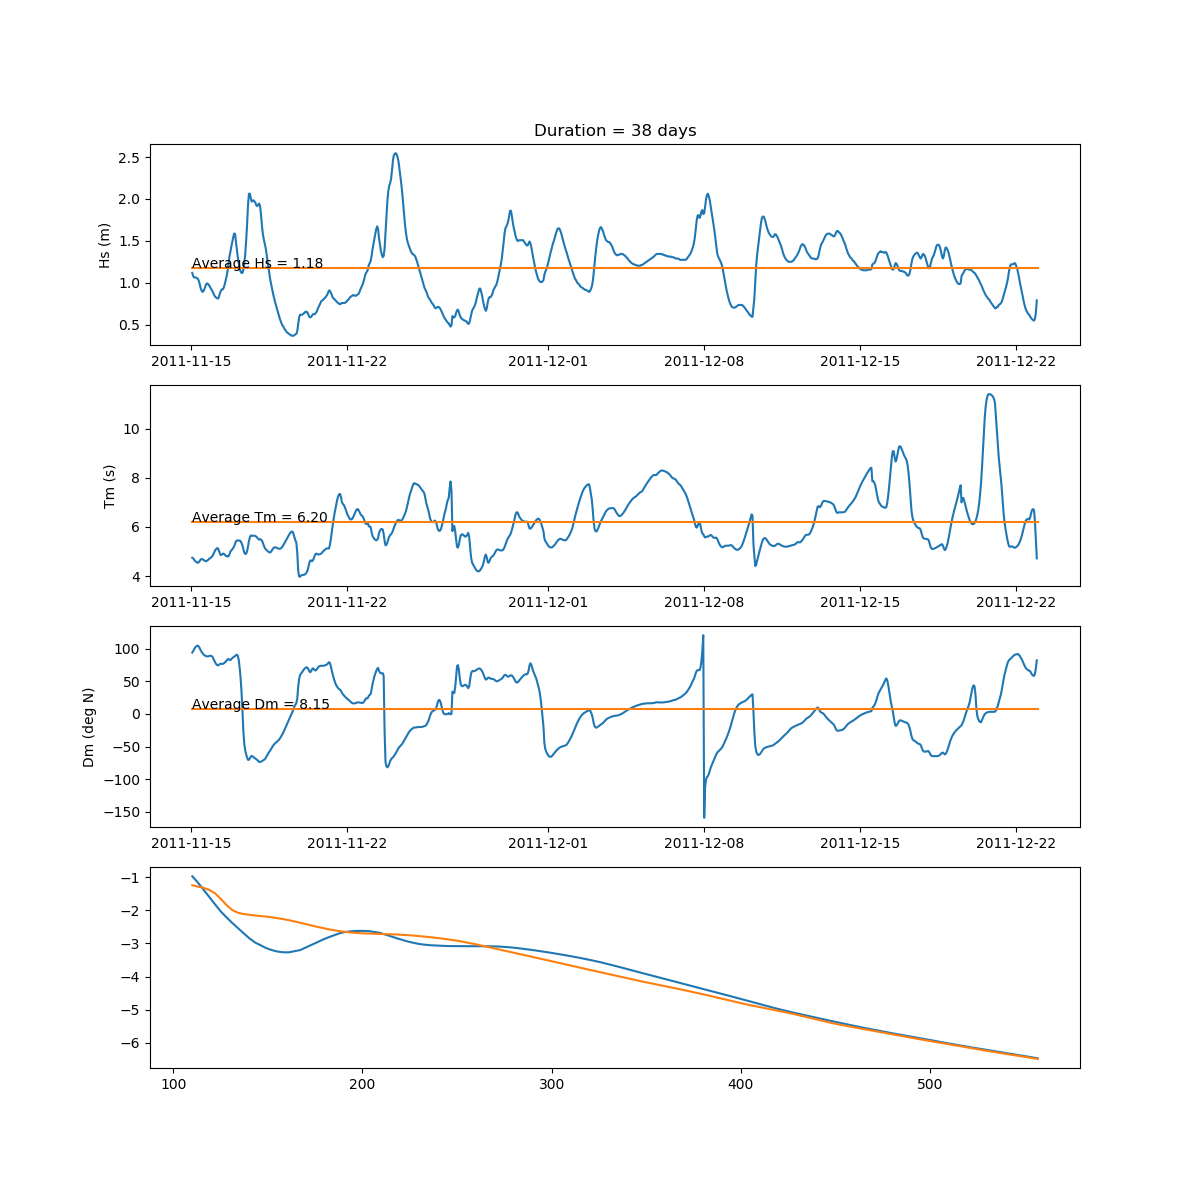 Duration = 38 days
2.5
2.0
1.5
1.0
0.5
Hs (m)
Average Hs = 1.18
2011-11-15 2011-11-22 2011-12-01 2011-12-08 2011-12-15 2011-12-22
10
8
6
4
Tm (s)
Average Tm = 6.20
2011-11-15 2011-11-22 2011-12-01 2011-12-08 2011-12-15 2011-12-22
100
50
0
−50
−100
−150
Dm (deg N)
Average Dm = 8.15
2011-11-15 2011-11-22 2011-12-01 2011-12-08 2011-12-15 2011-12-22
−1
−2
−3
−4
−5
−6
100 200 300 400 500